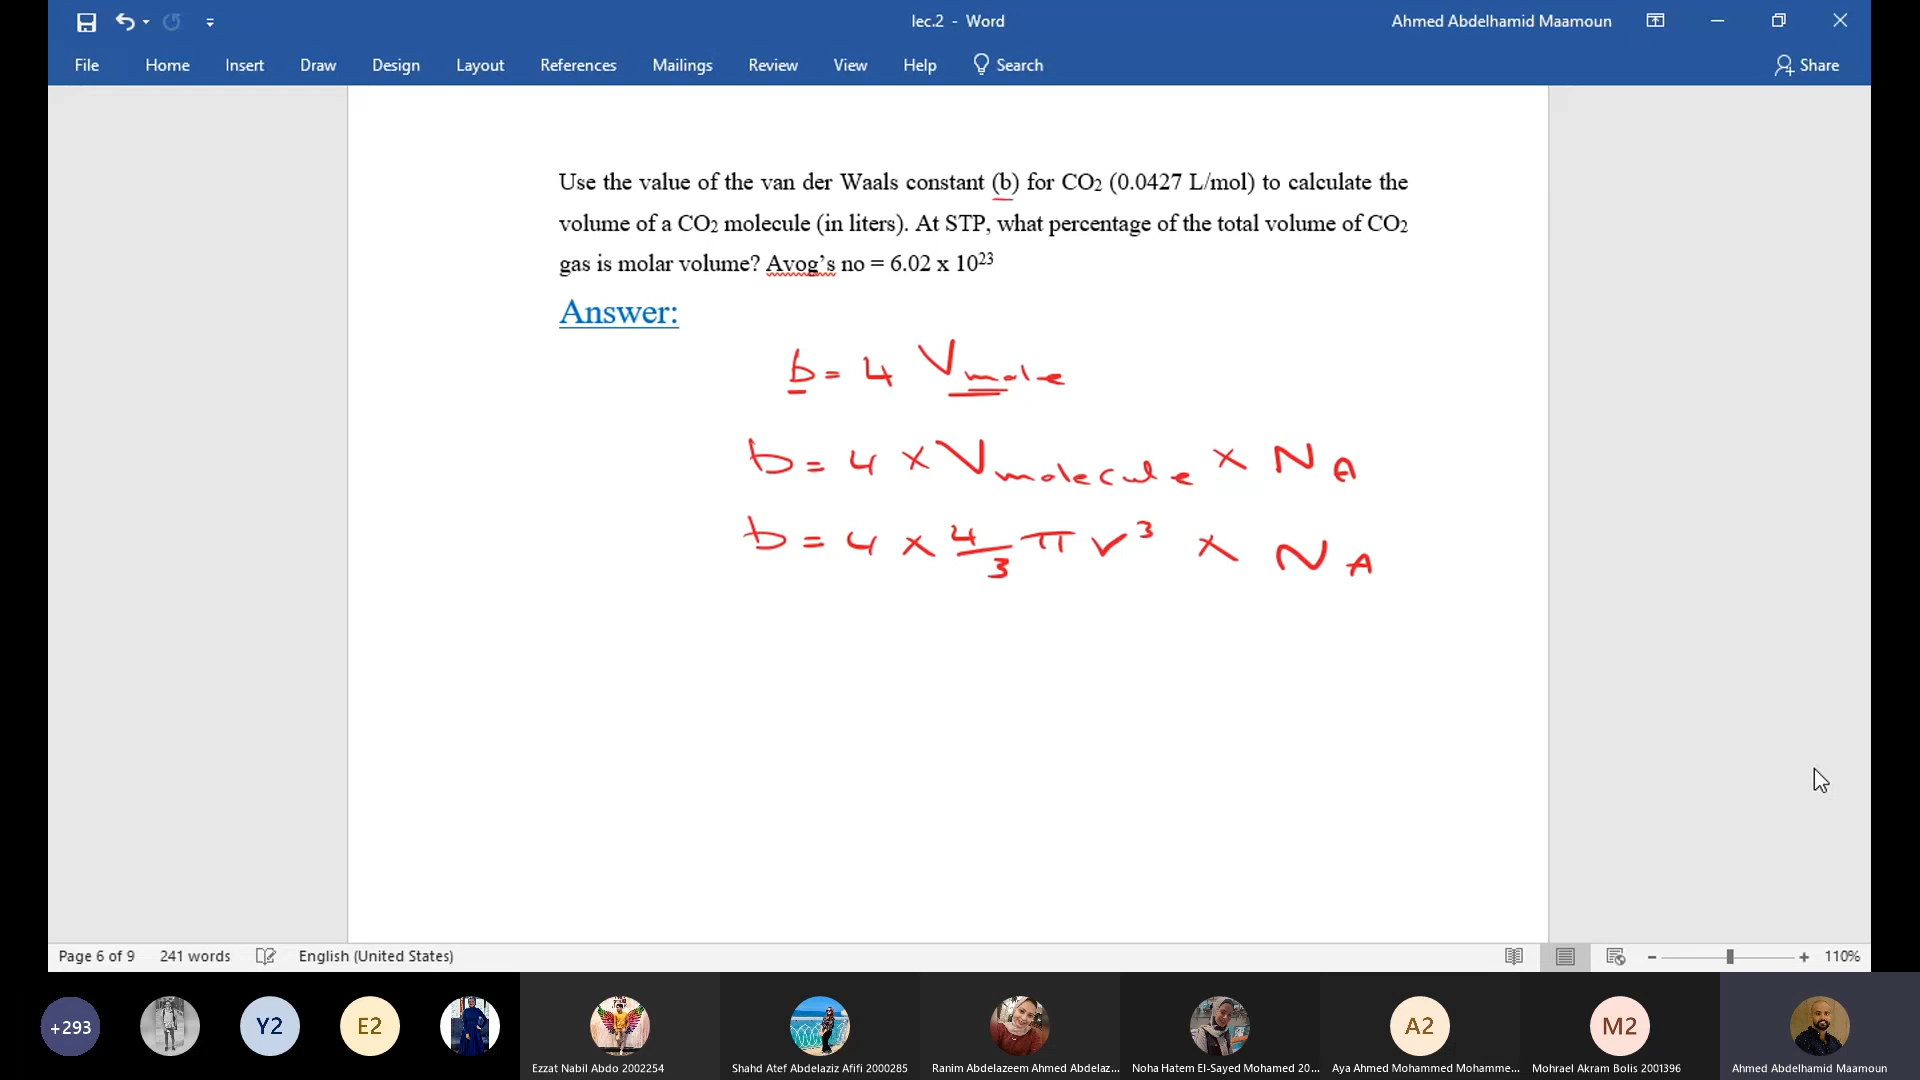 lec.2 - Word
Ahmed Abdelhamid Maamoun
File Home Insert Draw Design Layout References Mailings Review View Help Search Share
Use the value of the van der Waals constant (b) for CO₂ (0.0427 L/mol) to calculate the
volume of a CO₂ molecule (in liters). At STP, what percentage of the total volume of CO₂
gas is molar volume? Avog's no = 6.02 x 10²³
Answer:
b = 4 V mole
b = 4 × V molecule × N A
b = 4 × 4/3 π r³ × N A
Page 6 of 9 241 words English (United States) 110%
+293 Y2 E2 A2 M2
Ezzat Nabil Abdo 2002254 Shahd Atef Abdelaziz Afifi 2000285 Ranim Abdelazeem Ahmed Abdelaz... Noha Hatem El-Sayed Mohamed 20... Aya Ahmed Mohammed Mohamme... Mohrael Akram Bolis 2001396 Ahmed Abdelhamid Maamoun